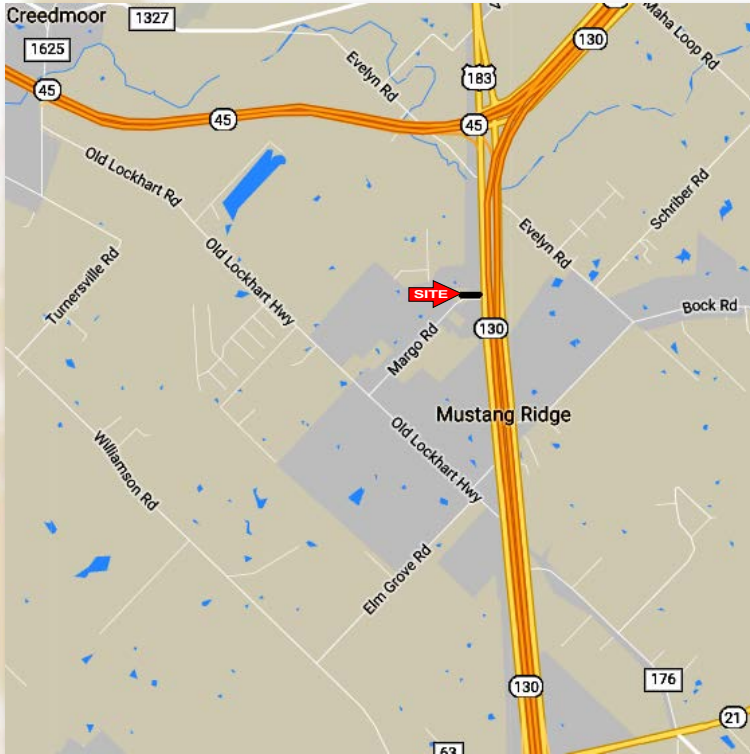 Creedmoor
1327
1625
130
Maha Loop Rd
Evelyn Rd
183
45
45
45
Old Lockhart Rd
Schriber Rd
Old Lockhart Hwy
Evelyn Rd
Turnersville Rd
SITE
Bock Rd
130
Margo Rd
Mustang Ridge
Old Lockhart Hwy
Williamson Rd
Elm Grove Rd
176
130
21
63